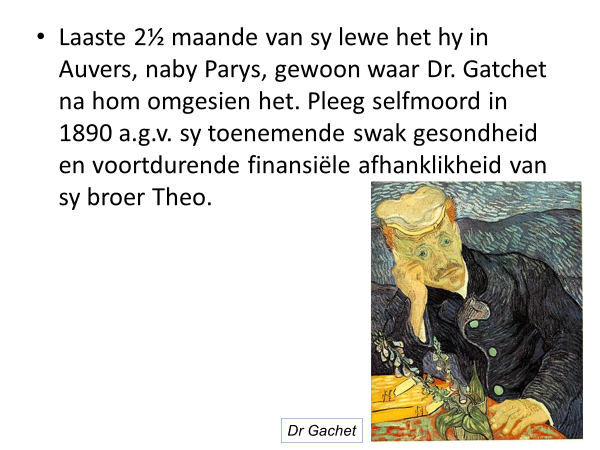 • Laaste 2½ maande van sy lewe het hy in
Auvers, naby Parys, gewoon waar Dr. Gatchet
na hom omgesien het. Pleeg selfmoord in
1890 a.g.v. sy toenemende swak gesondheid
en voortdurende finansiële afhanklikheid van
sy broer Theo.
Dr Gachet